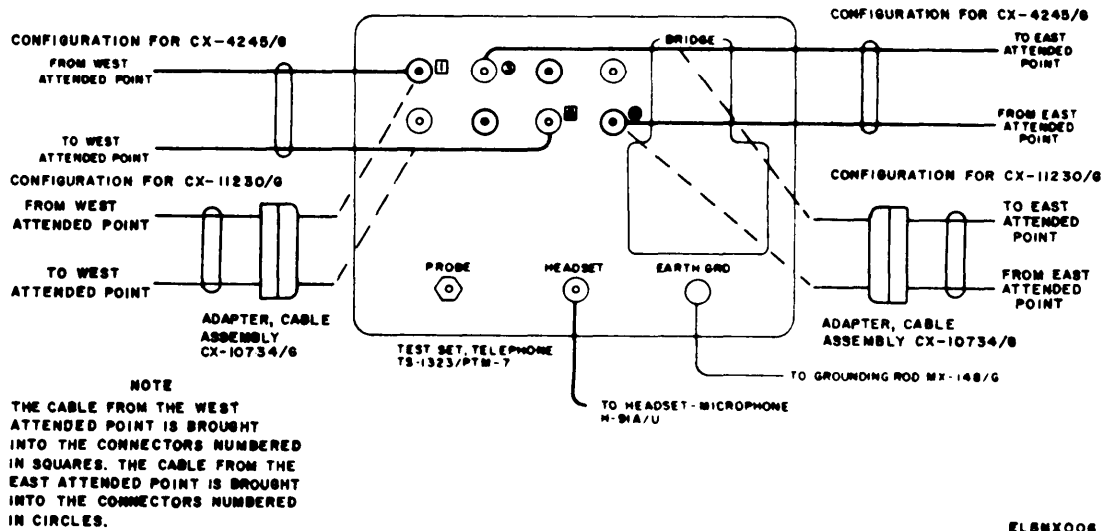 CONFIGURATION FOR CX-4245/G
FROM WEST
ATTENDED POINT
TO WEST
ATTENDED POINT
CONFIGURATION FOR CX-11230/G
FROM WEST
ATTENDED POINT
TO WEST
ATTENDED POINT
ADAPTER, CABLE
ASSEMBLY
CX-10734/G
1
3
BRIDGE
PROBE
HEADSET
EARTH GRD
TEST SET, TELEPHONE
TS-1323/PTM-7
TO HEADSET-MICROPHONE
H-91A/U
TO GROUNDING ROD MX-148/G
CONFIGURATION FOR CX-4245/G
TO EAST
ATTENDED
POINT
FROM EAST
ATTENDED
POINT
CONFIGURATION FOR CX-11230/G
TO EAST
ATTENDED
POINT
FROM EAST
ATTENDED
POINT
ADAPTER, CABLE
ASSEMBLY CX-10734/G
NOTE
THE CABLE FROM THE WEST
ATTENDED POINT IS BROUGHT
INTO THE CONNECTORS NUMBERED
IN SQUARES. THE CABLE FROM THE
EAST ATTENDED POINT IS BROUGHT
INTO THE CONNECTORS NUMBERED
IN CIRCLES.
EL5MX006